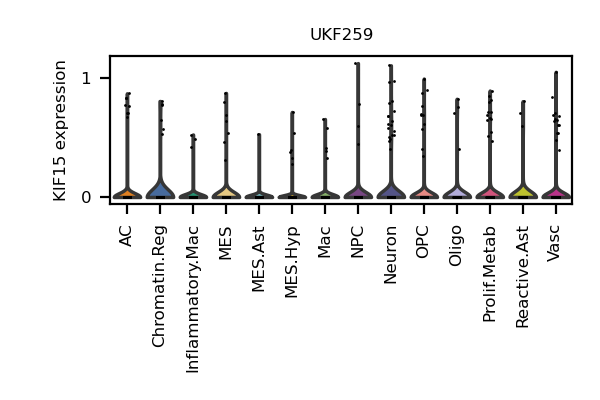 UKF259
KIF15 expression
1
0
AC
Chromatin.Reg
Inflammatory.Mac
MES
MES.Ast
MES.Hyp
Mac
NPC
Neuron
OPC
Oligo
Prolif.Metab
Reactive.Ast
Vasc